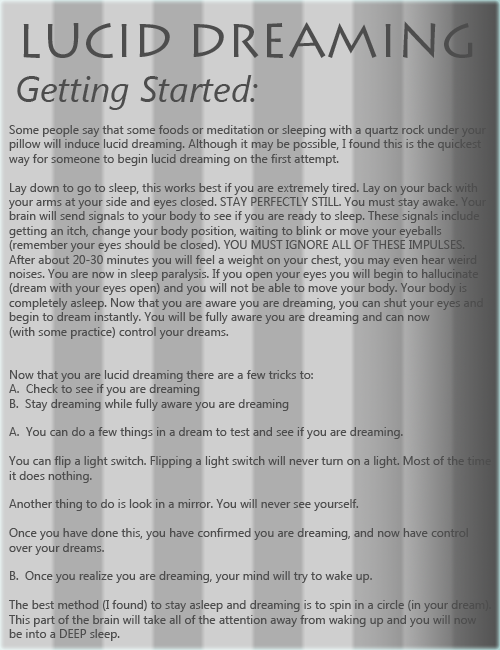 LUCID DREAMING
Getting Started:
Some people say that some foods or meditation or sleeping with a quartz rock under your
pillow will induce lucid dreaming. Although it may be possible, I found this is the quickest
way for someone to begin lucid dreaming on the first attempt.
Lay down to go to sleep, this works best if you are extremely tired. Lay on your back with
your arms at your side and eyes closed. STAY PERFECTLY STILL. You must stay awake. Your
brain will send signals to your body to see if you are ready to sleep. These signals include
getting an itch, change your body position, waiting to blink or move your eyeballs
(remember your eyes should be closed). YOU MUST IGNORE ALL OF THESE IMPULSES.
After about 20-30 minutes you will feel a weight on your chest, you may even hear weird
noises. You are now in sleep paralysis. If you open your eyes you will begin to hallucinate
(dream with your eyes open) and you will not be able to move your body. Your body is
completely asleep. Now that you are aware you are dreaming, you can shut your eyes and
begin to dream instantly. You will be fully aware you are dreaming and can now
(with some practice) control your dreams.
Now that you are lucid dreaming there are a few tricks to:
A. Check to see if you are dreaming
B. Stay dreaming while fully aware you are dreaming
A. You can do a few things in a dream to test and see if you are dreaming.
You can flip a light switch. Flipping a light switch will never turn on a light. Most of the time
it does nothing.
Another thing to do is look in a mirror. You will never see yourself.
Once you have done this, you have confirmed you are dreaming, and now have control
over your dreams.
B. Once you realize you are dreaming, your mind will try to wake up.
The best method (I found) to stay asleep and dreaming is to spin in a circle (in your dream)
This part of the brain will take all of the attention away from waking up and you will now
be into a DEEP sleep.